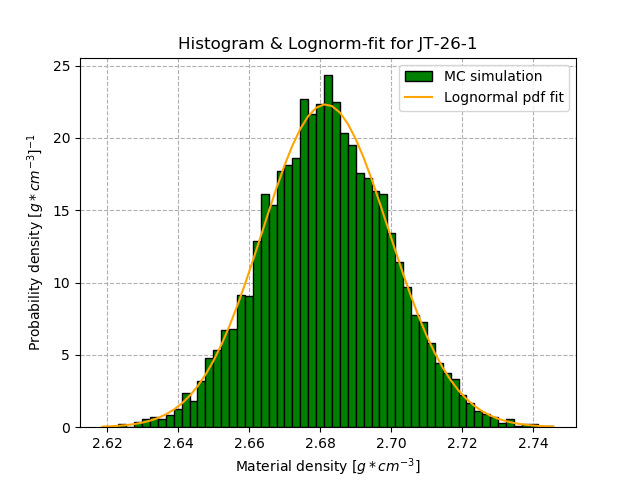 Histogram & Lognorm-fit for JT-26-1
MC simulation
Lognormal pdf fit
Probability density [g * cm⁻³]⁻¹
25
20
15
10
5
0
2.62 2.64 2.66 2.68 2.70 2.72 2.74
Material density [g * cm⁻³]